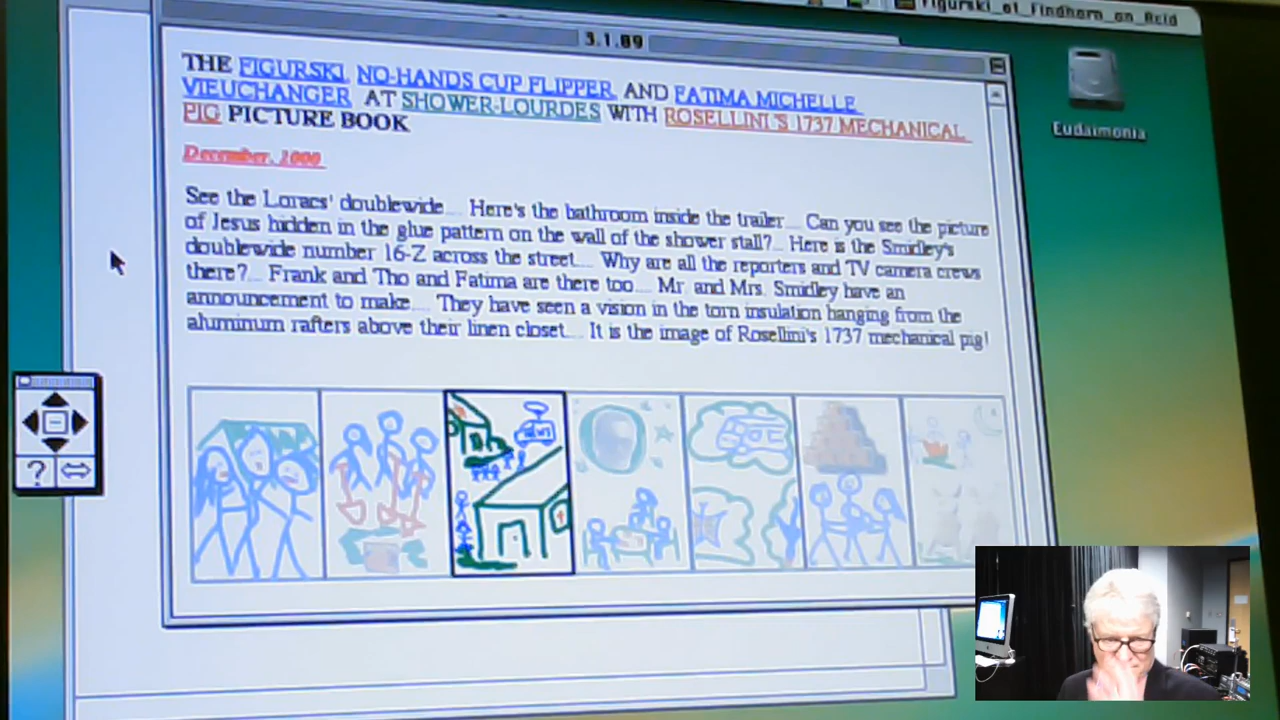 Figurski_at_Findhorn_on_Acid
3.1.89
THE FIGURSKI, NO-HANDS CUP FLIPPER AND FATIMA MICHELLE
VIEUCHANGER AT SHOWER-LOURDES WITH ROSELLINI'S 1737 MECHANICAL
PIG PICTURE BOOK
Eudaimonia
December, 1999
See the Loracs' doublewide.... Here's the bathroom inside the trailer.... Can you see the picture
of Jesus hidden in the glue pattern on the wall of the shower stall?... Here is the Smidley's
doublewide number 16-Z across the street.... Why are all the reporters and TV camera crews
there?.... Frank and Tho and Fatima are there too.... Mr. and Mrs. Smidley have an
announcement to make.... They have seen a vision in the torn insulation hanging from the
aluminum rafters above their linen closet.... It is the image of Rosellini's 1737 mechanical pig!
?